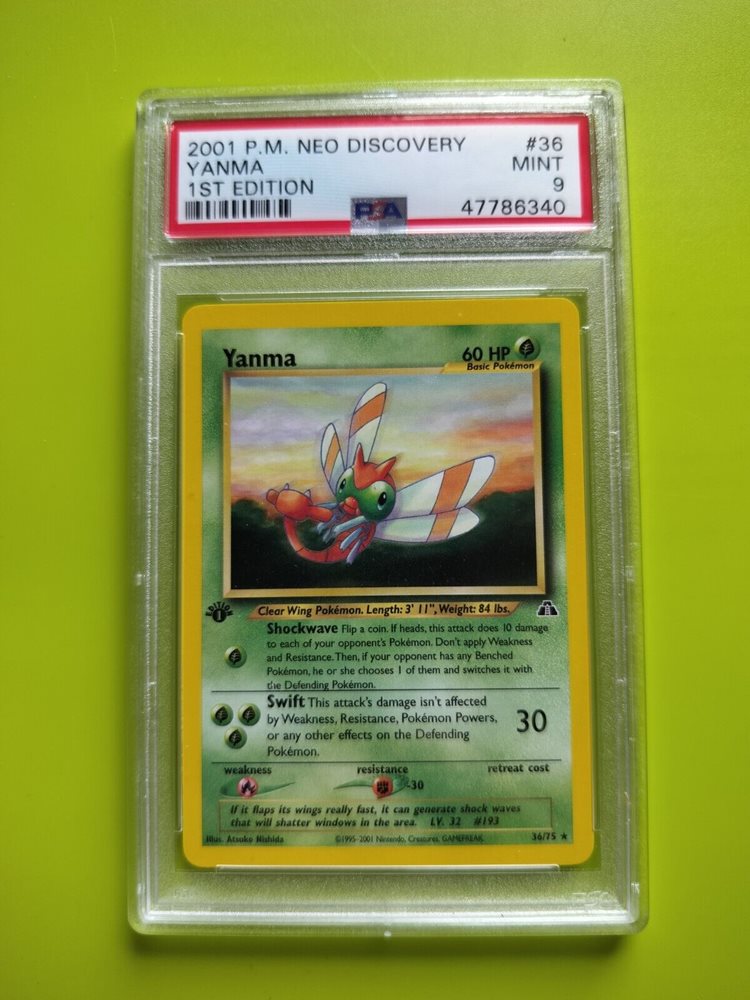 2001 P.M. NEO DISCOVERY #36
YANMA MINT
1ST EDITION 9
PSA 47786340
Yanma 60 HP
Basic Pokémon
EDITION
1
Clear Wing Pokémon. Length: 3' 11", Weight: 84 lbs.
Shockwave Flip a coin. If heads, this attack does 10 damage
to each of your opponent's Pokémon. Don't apply Weakness
and Resistance. Then, if your opponent has any Benched
Pokémon, he or she chooses 1 of them and switches it with
the Defending Pokémon.
Swift This attack's damage isn't affected
by Weakness, Resistance, Pokémon Powers, 30
or any other effects on the Defending
Pokémon.
weakness resistance retreat cost
-30
If it flaps its wings really fast, it can generate shock waves
that will shatter windows in the area. LV. 32 #193
Illus. Atsuko Nishida ©1995-2001 Nintendo, Creatures, GAMEFREAK. 36/75 ★